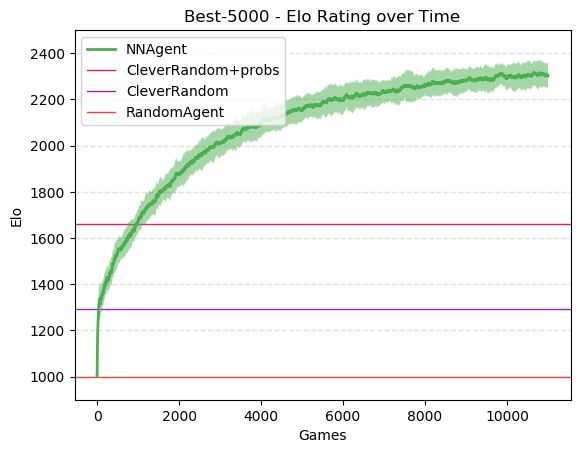 Best-5000 - Elo Rating over Time
NNAgent
CleverRandom+probs
CleverRandom
RandomAgent
2400
2200
2000
1800
1600
1400
1200
1000
Elo
0 2000 4000 6000 8000 10000
Games